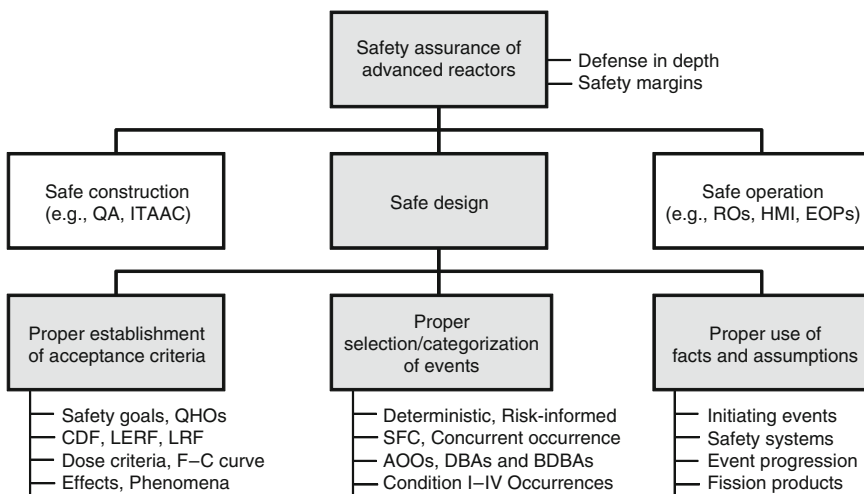 Safety assurance of
advanced reactors
Defense in depth
Safety margins
Safe construction
(e.g., QA, ITAAC)
Safe design
Safe operation
(e.g., ROs, HMI, EOPs)
Proper establishment
of acceptance criteria
Proper
selection/categorization
of events
Proper use of
facts and assumptions
Safety goals, QHOs
CDF, LERF, LRF
Dose criteria, F–C curve
Effects, Phenomena
Deterministic, Risk-informed
SFC, Concurrent occurrence
AOOs, DBAs and BDBAs
Condition I–IV Occurrences
Initiating events
Safety systems
Event progression
Fission products